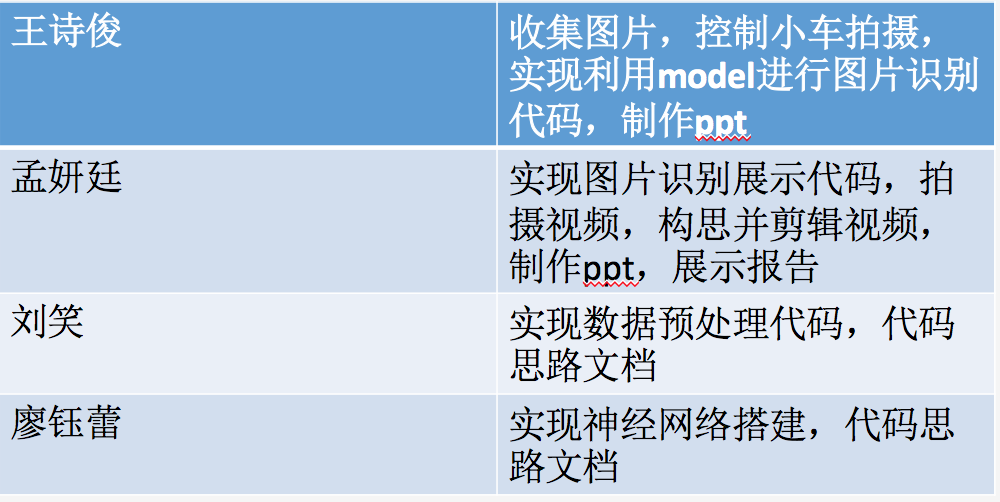 王诗俊
收集图片，控制小车拍摄，
实现利用model进行图片识别
代码，制作ppt
孟妍廷
实现图片识别展示代码，拍
摄视频，构思并剪辑视频，
制作ppt，展示报告
刘笑
实现数据预处理代码，代码
思路文档
廖钰蕾
实现神经网络搭建，代码思
路文档